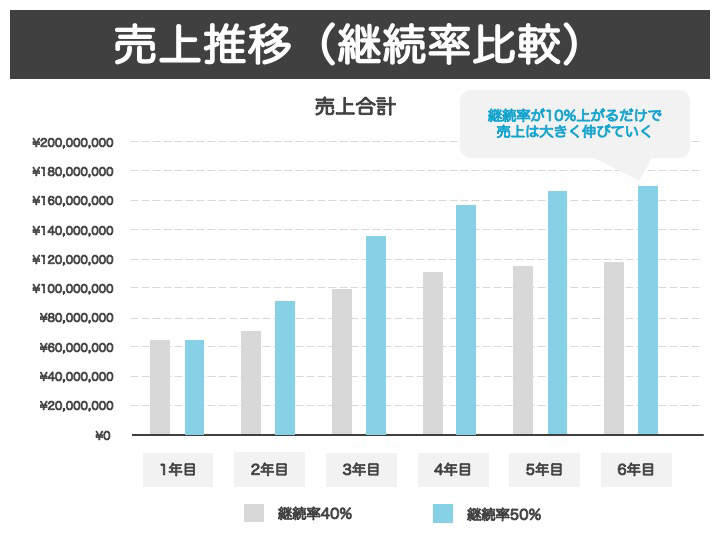 売上推移（継続率比較）
売上合計
継続率が10%上がるだけで
売上は大きく伸びていく
¥200,000,000
¥180,000,000
¥160,000,000
¥140,000,000
¥120,000,000
¥100,000,000
¥80,000,000
¥60,000,000
¥40,000,000
¥20,000,000
¥0
1年目 2年目 3年目 4年目 5年目 6年目
継続率40% 継続率50%